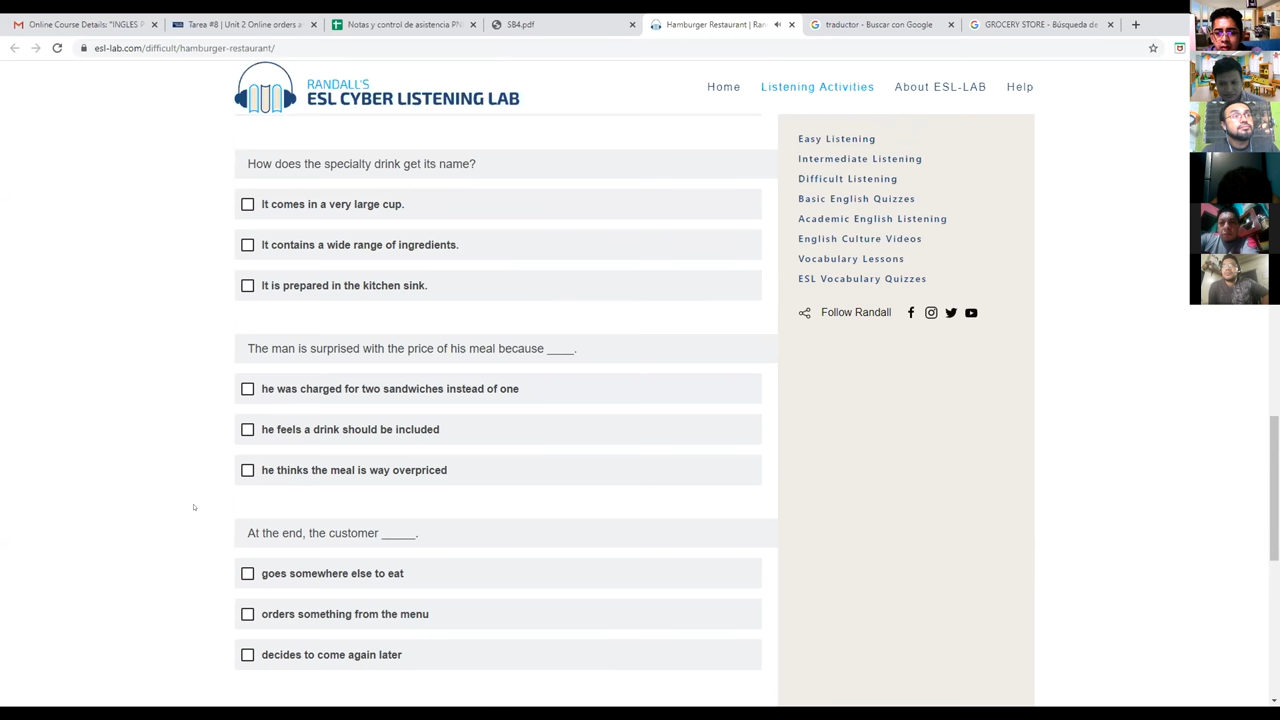 Online Course Details: "INGLES P
Tarea #8 | Unit 2 Online orders a
Notas y control de asistencia PN
SB4.pdf
Hamburger Restaurant | Ran
traductor - Buscar con Google
GROCERY STORE - Búsqueda de
esl-lab.com/difficult/hamburger-restaurant/
RANDALL'S
ESL CYBER LISTENING LAB
Home
Listening Activities
About ESL-LAB
Help
How does the specialty drink get its name?
It comes in a very large cup.
It contains a wide range of ingredients.
It is prepared in the kitchen sink.
The man is surprised with the price of his meal because ____.
he was charged for two sandwiches instead of one
he feels a drink should be included
he thinks the meal is way overpriced
At the end, the customer _____.
goes somewhere else to eat
orders something from the menu
decides to come again later
Easy Listening
Intermediate Listening
Difficult Listening
Basic English Quizzes
Academic English Listening
English Culture Videos
Vocabulary Lessons
ESL Vocabulary Quizzes
Follow Randall